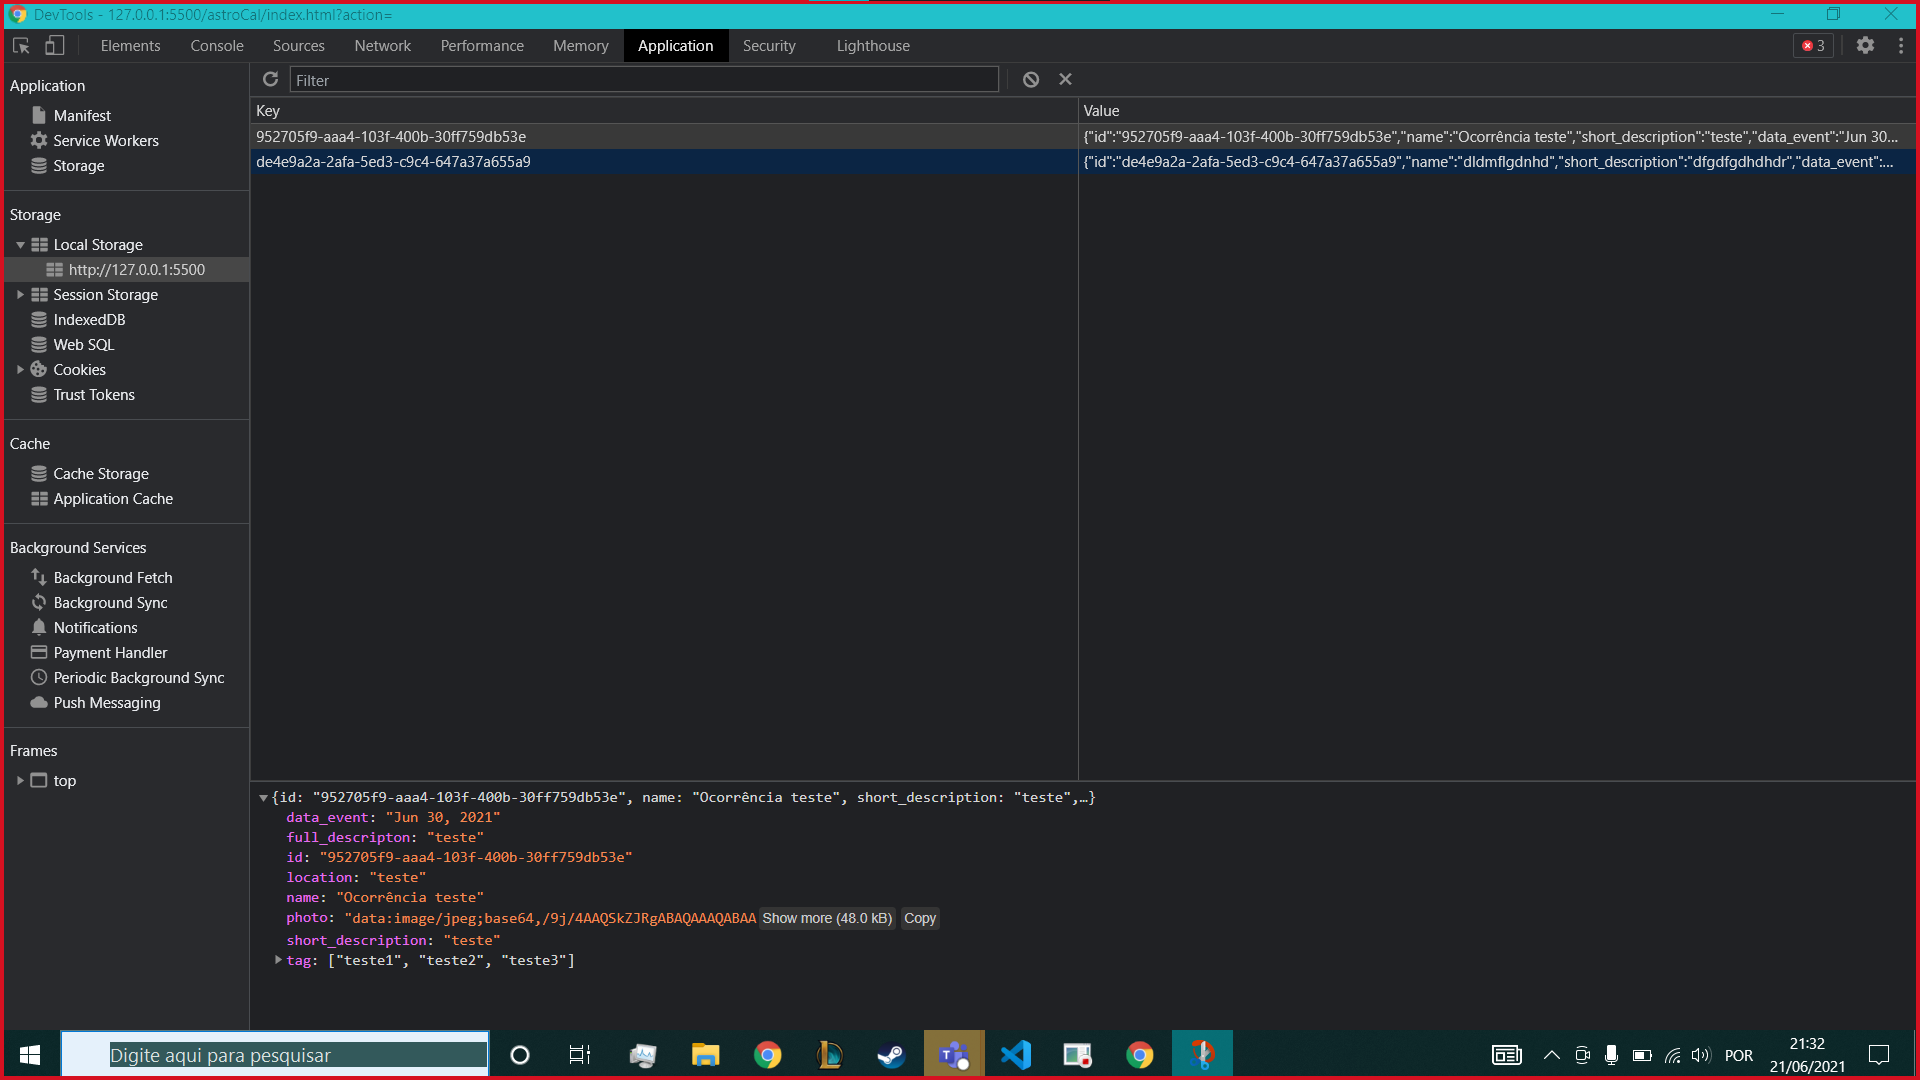 DevTools - 127.0.0.1:5500/astroCal/index.html?action=
Elements Console Sources Network Performance Memory Application Security Lighthouse 3
Application
Manifest
Service Workers
Storage
Storage
Local Storage
http://127.0.0.1:5500
Session Storage
IndexedDB
Web SQL
Cookies
Trust Tokens
Cache
Cache Storage
Application Cache
Background Services
Background Fetch
Background Sync
Notifications
Payment Handler
Periodic Background Sync
Push Messaging
Frames
top
Filter
Key Value
952705f9-aaa4-103f-400b-30ff759db53e {"id":"952705f9-aaa4-103f-400b-30ff759db53e","name":"Ocorrência teste","short_description":"teste","data_event":"Jun 30...
de4e9a2a-2afa-5ed3-c9c4-647a37a655a9 {"id":"de4e9a2a-2afa-5ed3-c9c4-647a37a655a9","name":"dldmflgdnhd","short_description":"dfgdfgdhdhdr","data_event":...
{id: "952705f9-aaa4-103f-400b-30ff759db53e", name: "Ocorrência teste", short_description: "teste",…}
data_event: "Jun 30, 2021"
full_descripton: "teste"
id: "952705f9-aaa4-103f-400b-30ff759db53e"
location: "teste"
name: "Ocorrência teste"
photo: "data:image/jpeg;base64,/9j/4AAQSkZJRgABAQAAAQABAA Show more (48.0 kB) Copy
short_description: "teste"
tag: ["teste1", "teste2", "teste3"]
Digite aqui para pesquisar
POR
21:32
21/06/2021